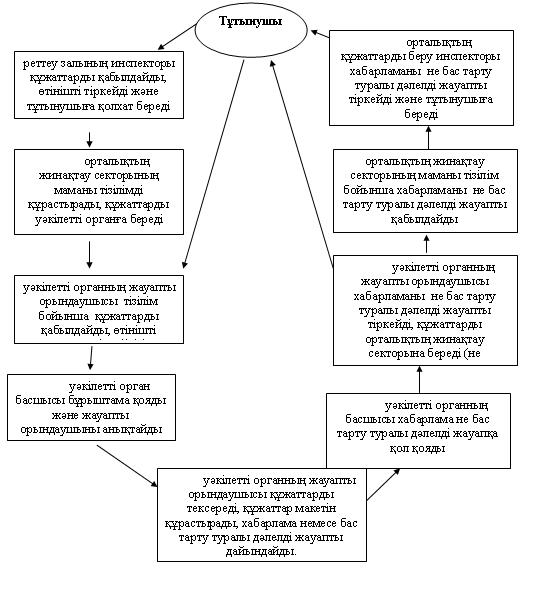 Тұтынушы
реттеу залының инспекторы
құжаттарды қабылдайды,
өтінішті тіркейді және
тұтынушыға қолхат береді
орталықтың
жинақтау секторының
маманы тізілімді
құрастырады, құжаттарды
уәкілетті органға береді
уәкілетті органның жауапты
орындаушысы тізілім
бойынша құжаттарды
қабылдайды, өтінішті
уәкілетті орган
басшысы бұрыштама қояды
және жауапты
орындаушыны анықтайды
уәкілетті органның жауапты
орындаушысы құжаттарды
тексереді, құжаттар макетін
құрастырады, хабарлама немесе бас
тарту туралы дәлелді жауапты
дайындайды.
уәкілетті органның
басшысы хабарлама не бас
тарту туралы дәлелді жауапқа
қол қояды
уәкілетті органның
жауапты орындаушысы
хабарламаны не бас тарту
туралы дәлелді жауапты
тіркейді, құжаттарды
орталықтың жинақтау
секторына береді (не
орталықтың жинақтау
секторының маманы тізілім
бойынша хабарламаны не бас
тарту туралы дәлелді жауапты
қабылдайды
орталықтың
құжаттарды беру инспекторы
хабарламаны не бас тарту
туралы дәлелді жауапты
тіркейді және тұтынушыға
береді